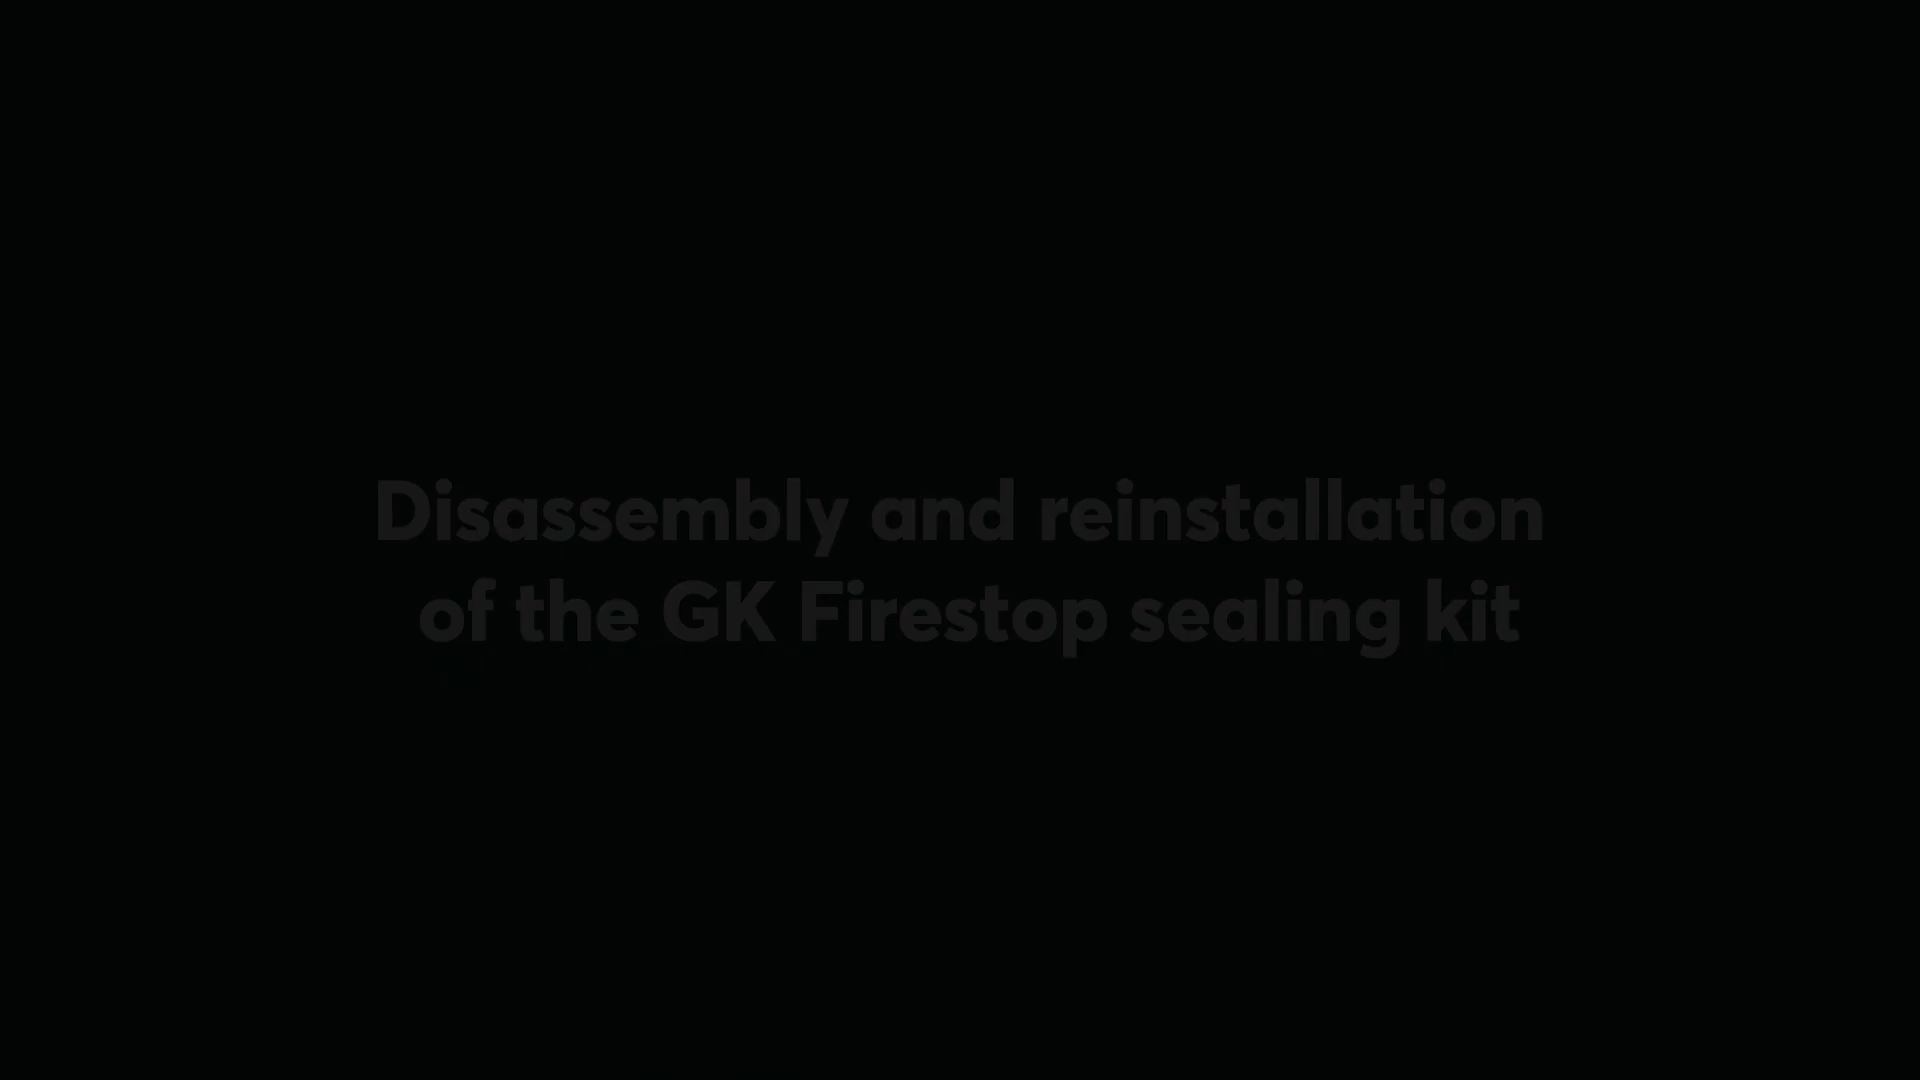 Disassembly and reinstallation
of the GK Firestop sealing kit